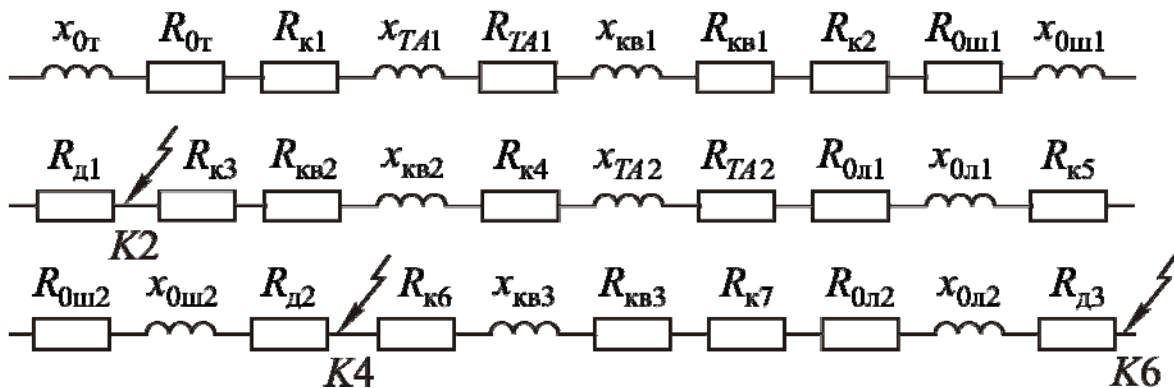 x0т R0т Rк1 xTA1 RTA1 xкв1 Rкв1 Rк2 R0ш1 x0ш1
Rд1 Rк3 Rкв2 xкв2 Rк4 xTA2 RTA2 R0л1 x0л1 Rк5
K2
R0ш2 x0ш2 Rд2 Rк6 xкв3 Rкв3 Rк7 R0л2 x0л2 Rд3
K4 K6